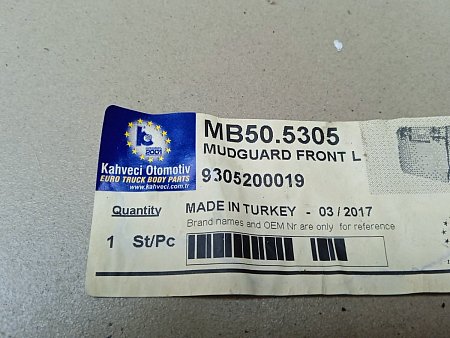 2001
Kahveci Otomotiv
EURO TRUCK BODY PARTS
www.kahveci.com.tr
MB50.5305
MUDGUARD FRONT L
9305200019
Quantity
1 St/Pc
MADE IN TURKEY - 03/2017
Brand names and OEM Nr are only for reference